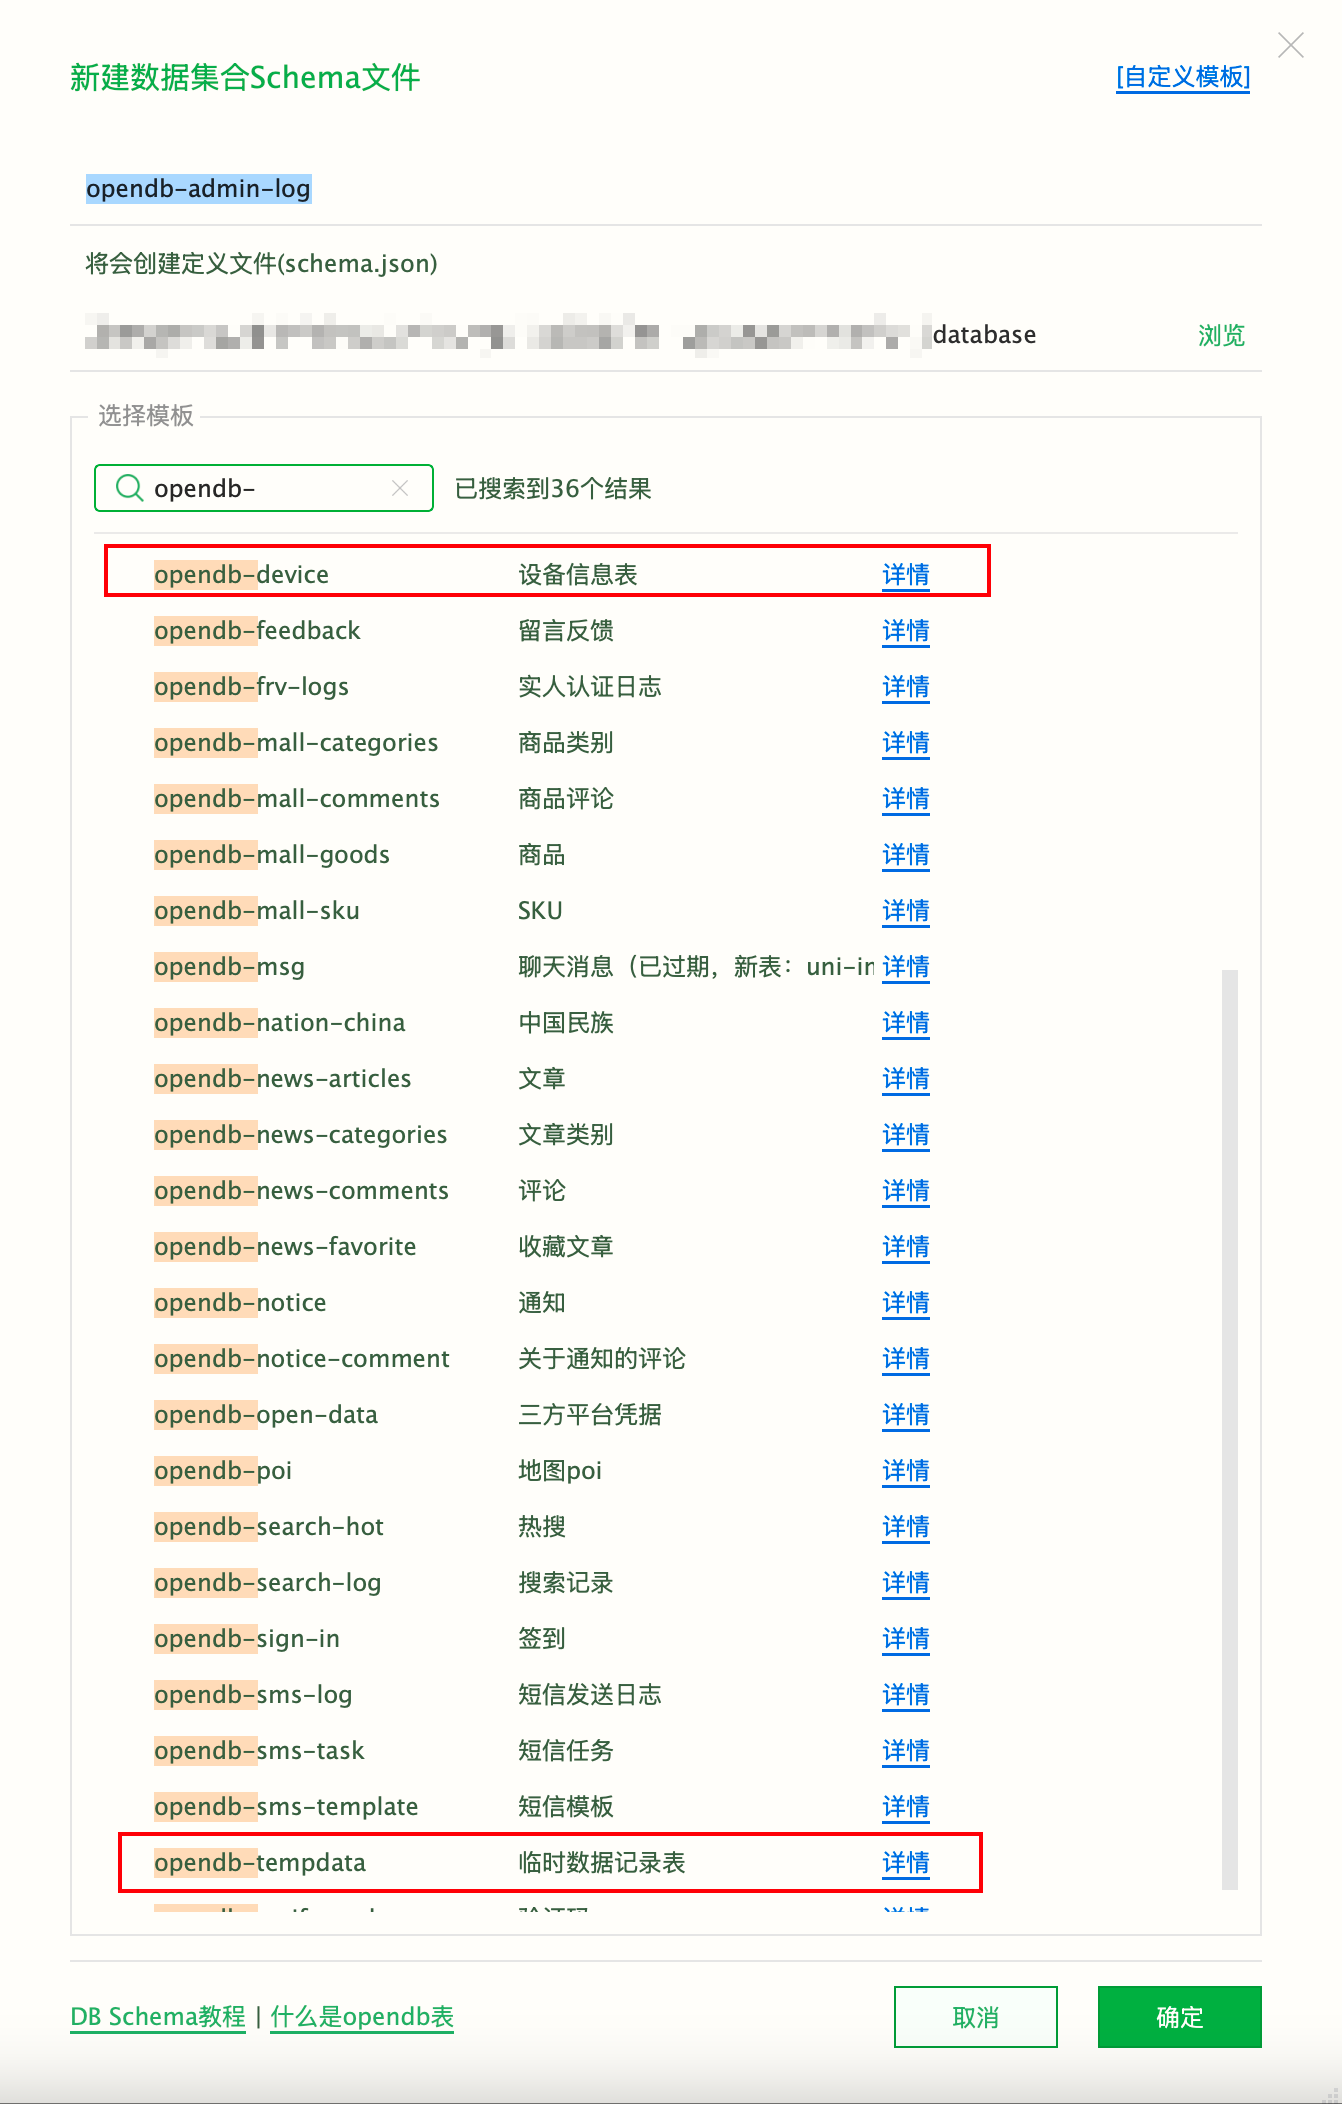 新建数据集合Schema文件 [自定义模板]
opendb-admin-log
将会创建定义文件(schema.json)
database 浏览
选择模板
opendb- 已搜索到36个结果
opendb-device 设备信息表 详情
opendb-feedback 留言反馈 详情
opendb-frv-logs 实人认证日志 详情
opendb-mall-categories 商品类别 详情
opendb-mall-comments 商品评论 详情
opendb-mall-goods 商品 详情
opendb-mall-sku SKU 详情
opendb-msg 聊天消息（已过期，新表：uni-in 详情
opendb-nation-china 中国民族 详情
opendb-news-articles 文章 详情
opendb-news-categories 文章类别 详情
opendb-news-comments 评论 详情
opendb-news-favorite 收藏文章 详情
opendb-notice 通知 详情
opendb-notice-comment 关于通知的评论 详情
opendb-open-data 三方平台凭据 详情
opendb-poi 地图poi 详情
opendb-search-hot 热搜 详情
opendb-search-log 搜索记录 详情
opendb-sign-in 签到 详情
opendb-sms-log 短信发送日志 详情
opendb-sms-task 短信任务 详情
opendb-sms-template 短信模板 详情
opendb-tempdata 临时数据记录表 详情
DB Schema教程 | 什么是opendb表 取消 确定